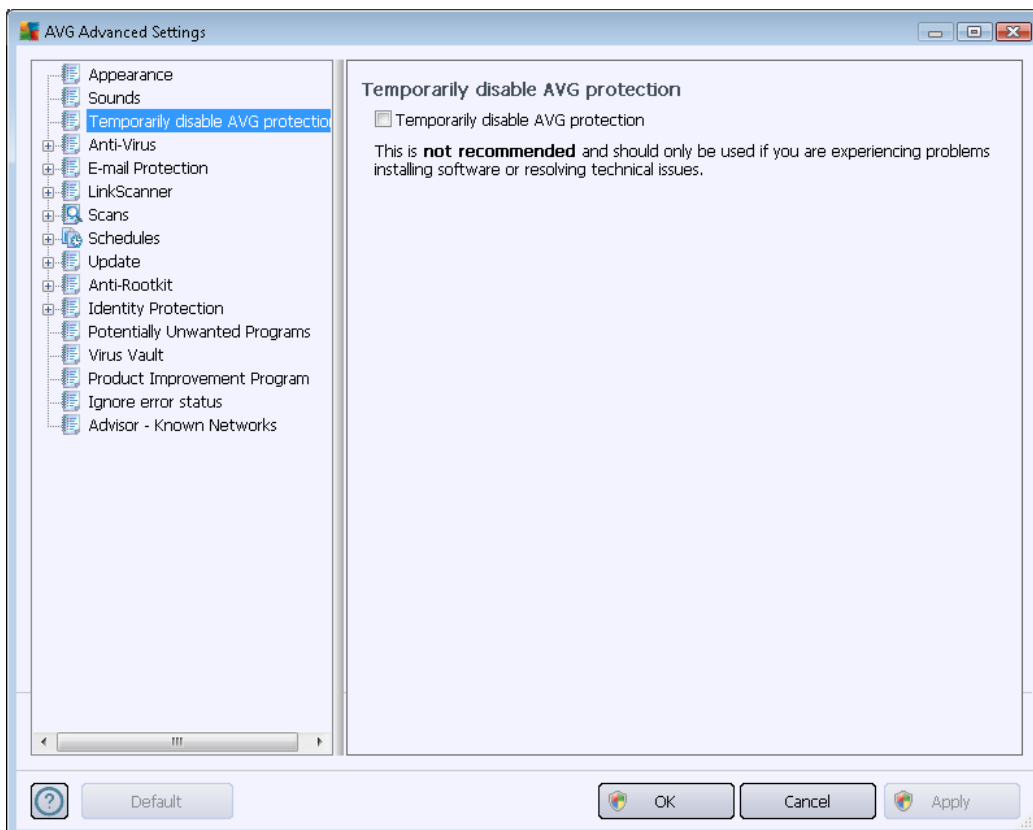 AVG Advanced Settings
Appearance
Sounds
Temporarily disable AVG protectio
Anti-Virus
E-mail Protection
LinkScanner
Scans
Schedules
Update
Anti-Rootkit
Identity Protection
Potentially Unwanted Programs
Virus Vault
Product Improvement Program
Ignore error status
Advisor - Known Networks
Temporarily disable AVG protection
Temporarily disable AVG protection
This is not recommended and should only be used if you are experiencing problems
installing software or resolving technical issues.
Default
OK
Cancel
Apply